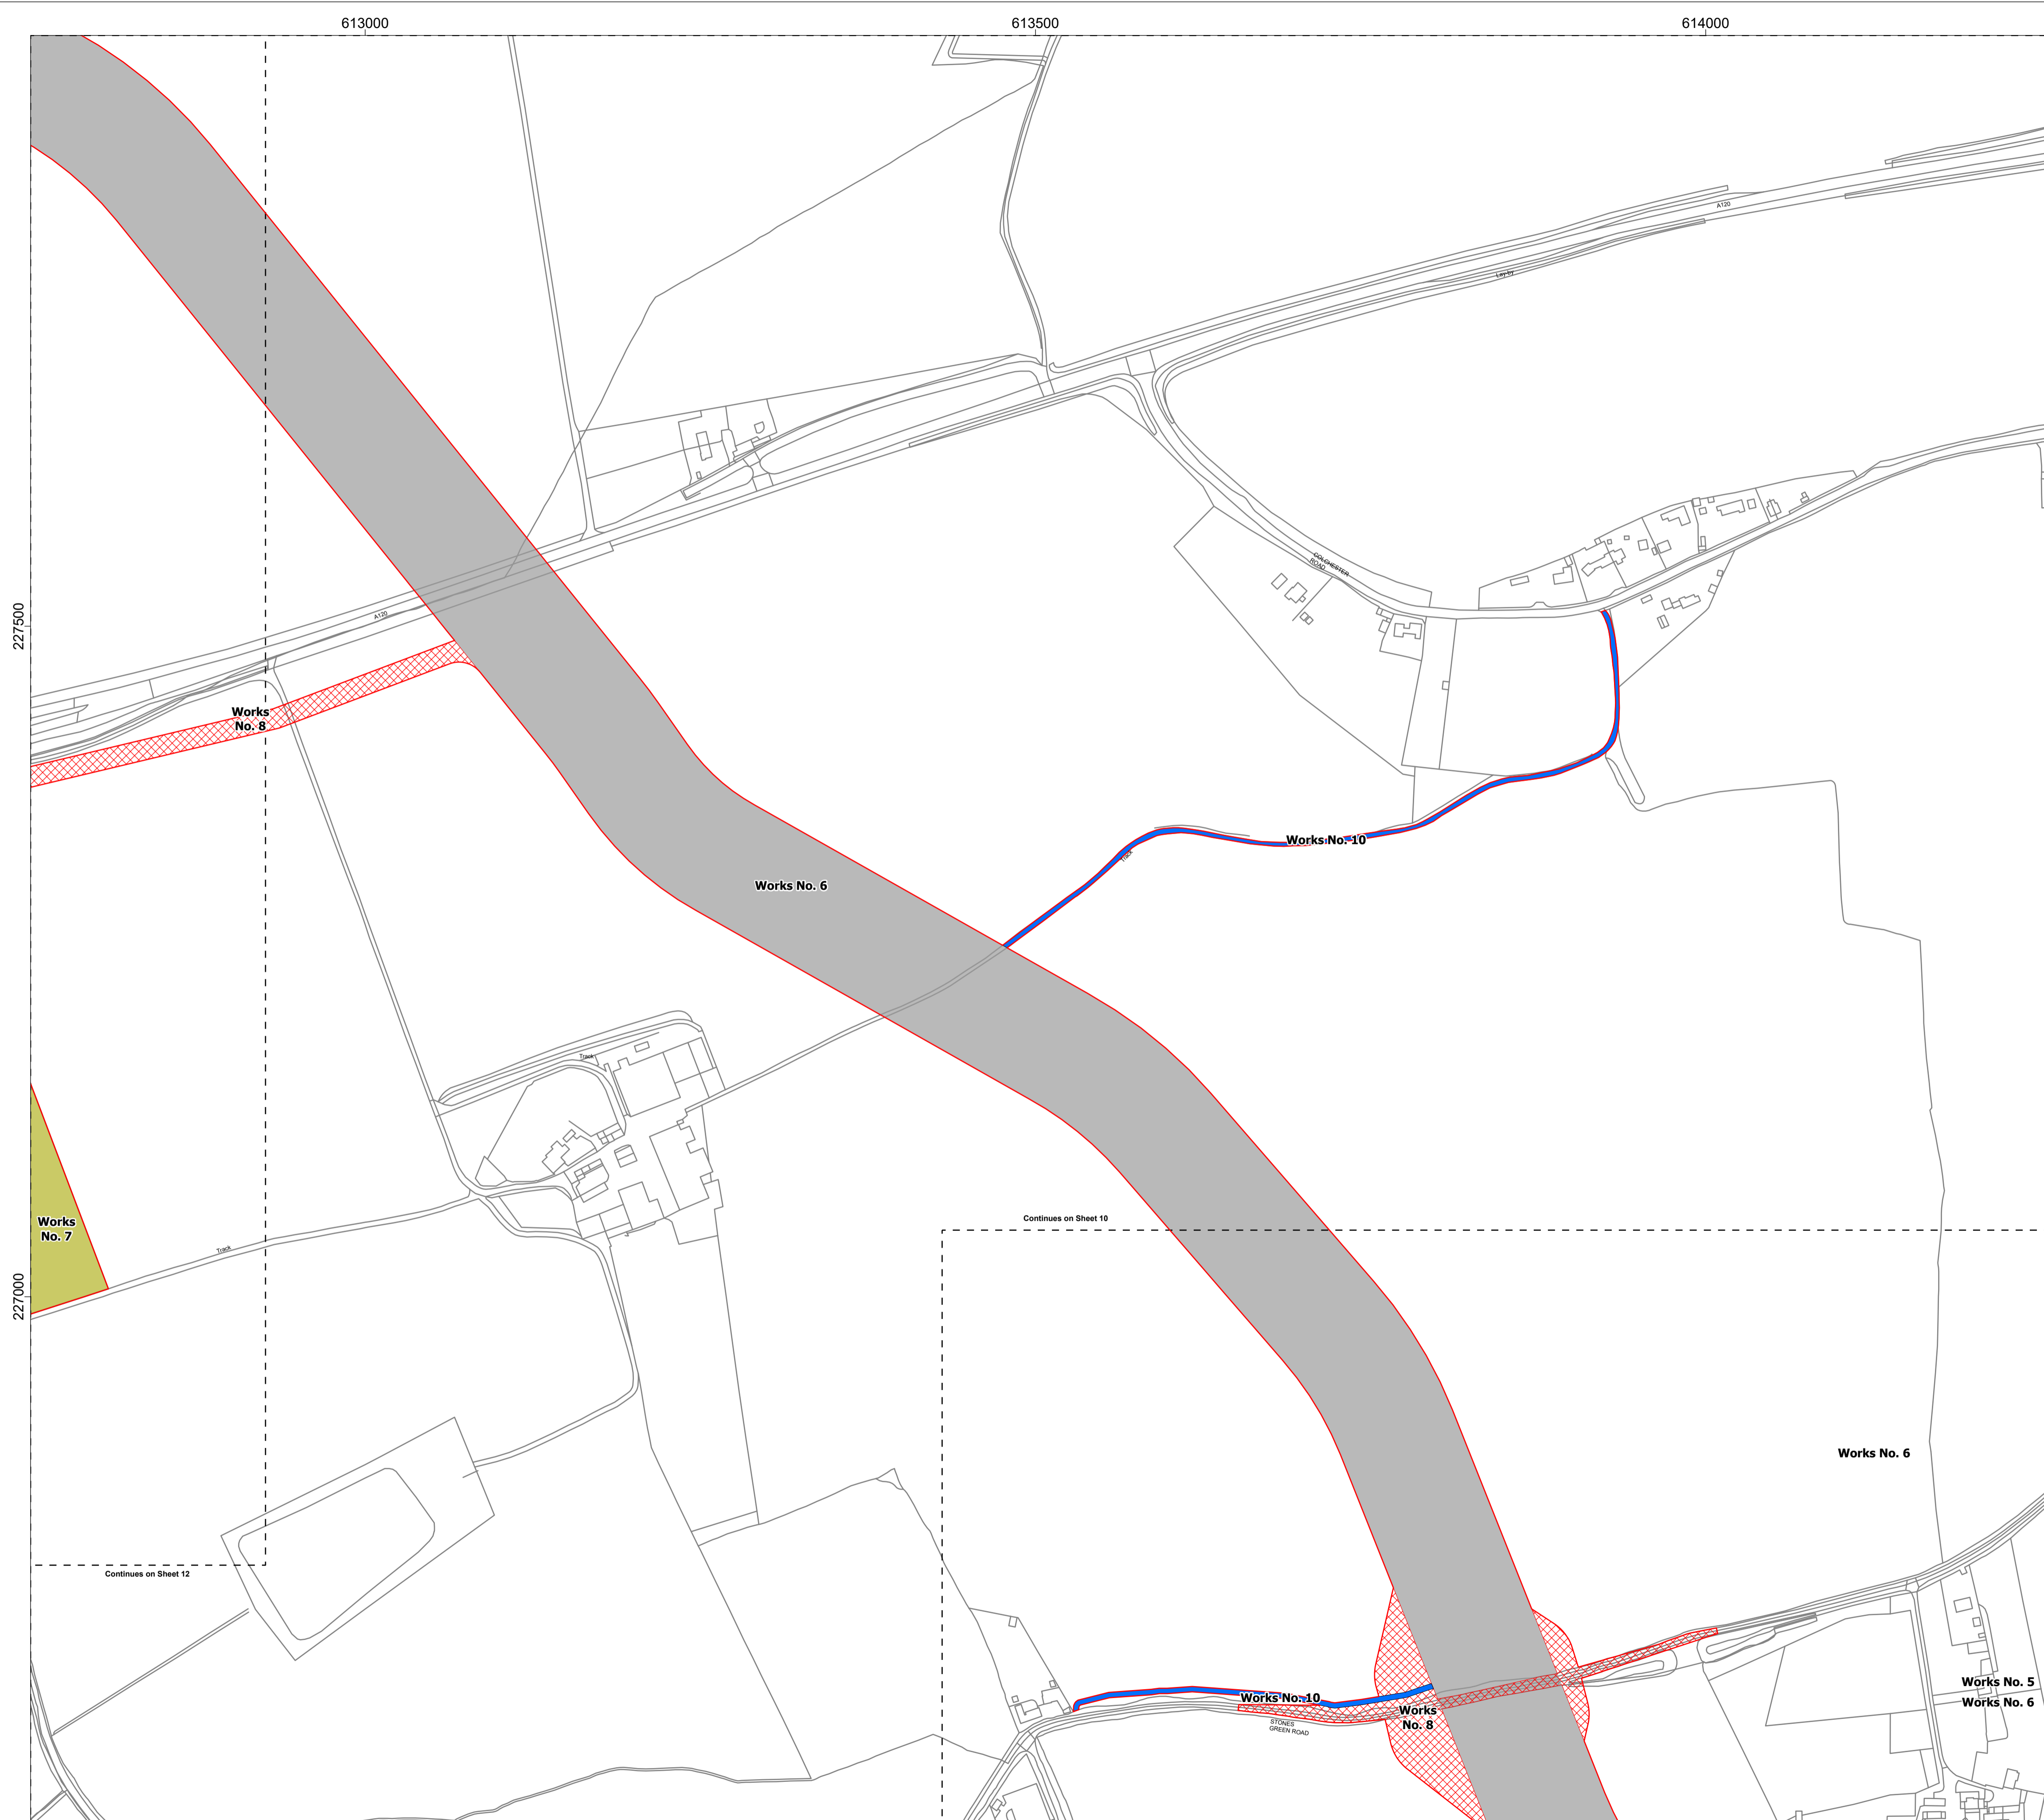 613000
613500
614000
A120
Lay-by
COLCHESTER
ROAD
227500
A120
Works
No. 8
Works No. 10
Track
Works No. 6
Track
Works
No. 7
Track
Continues on Sheet 10
227000
Works No. 6
Continues on Sheet 12
Works No. 5
Works No. 6
Works No. 10
Works
No. 8
STONES
GREEN ROAD